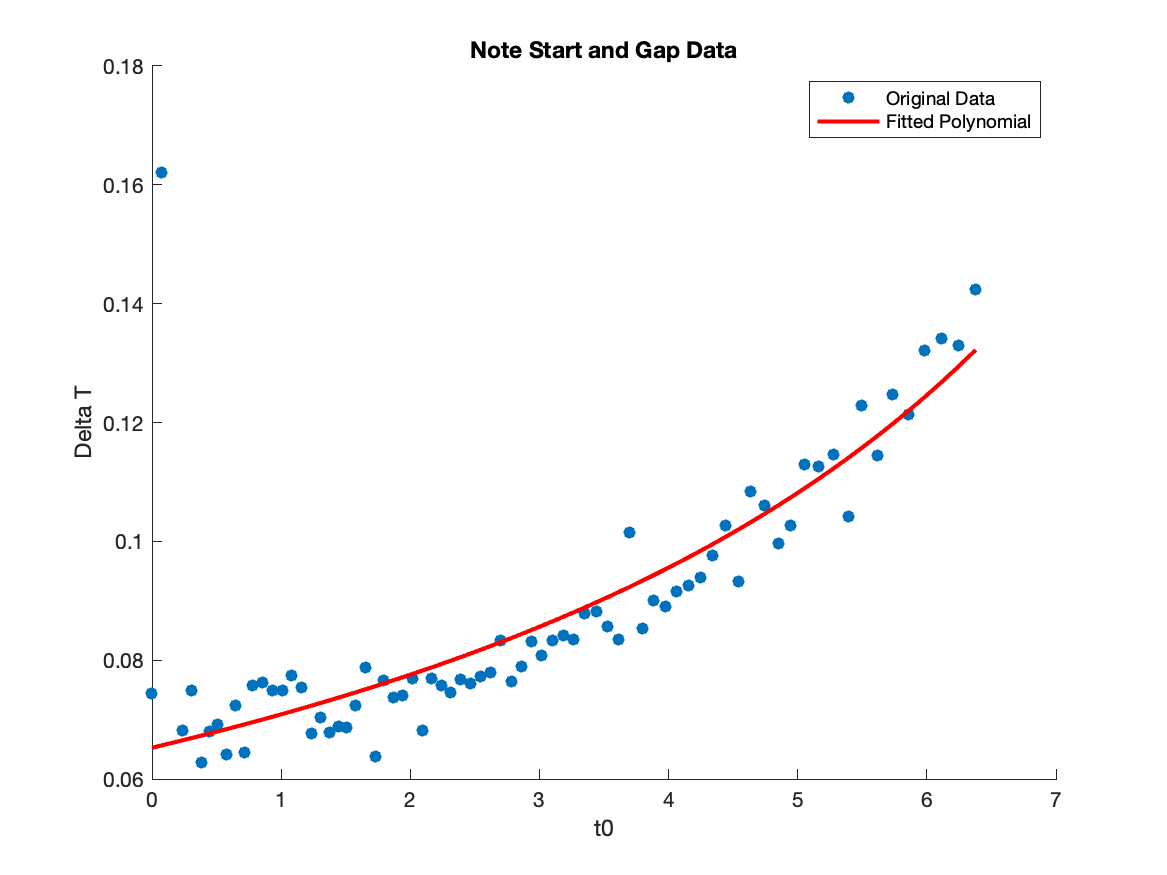 Note Start and Gap Data
Original Data
Fitted Polynomial
0.18
0.16
0.14
0.12
0.1
0.08
0.06
Delta T
0 1 2 3 4 5 6 7
t0